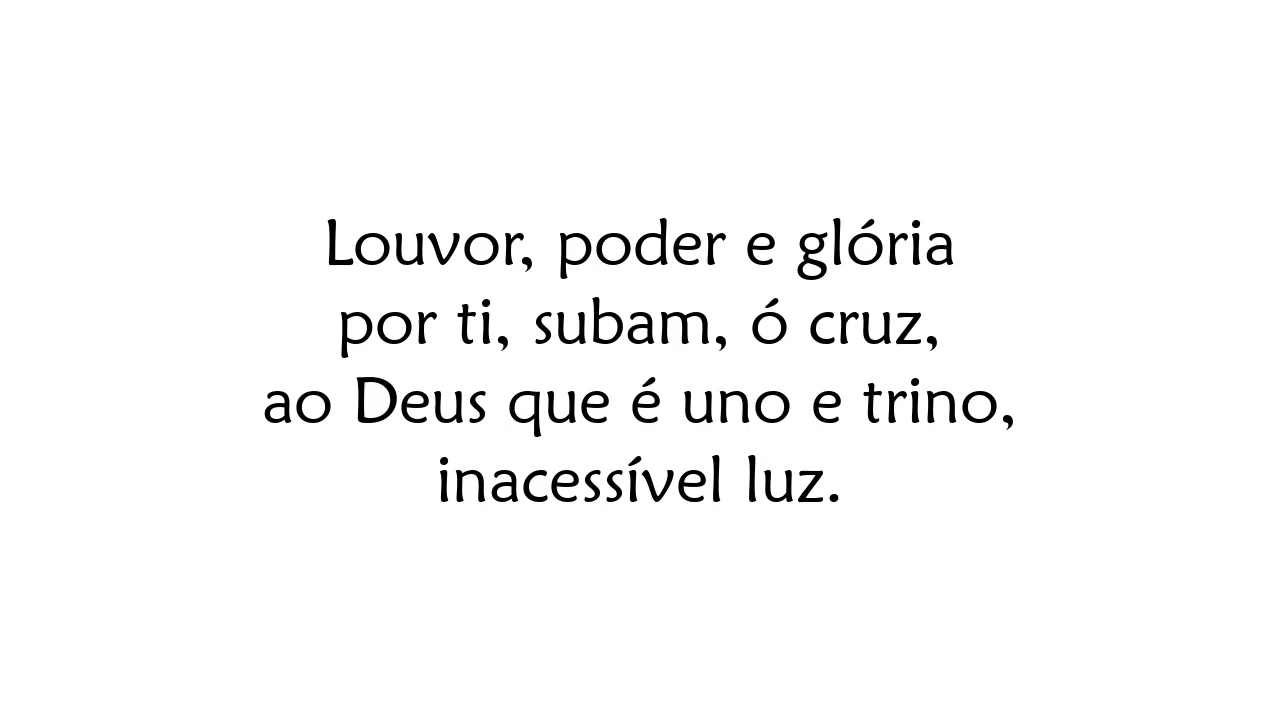 Louvor, poder e glória
por ti, subam, ó cruz,
ao Deus que é uno e trino,
inacessível luz.